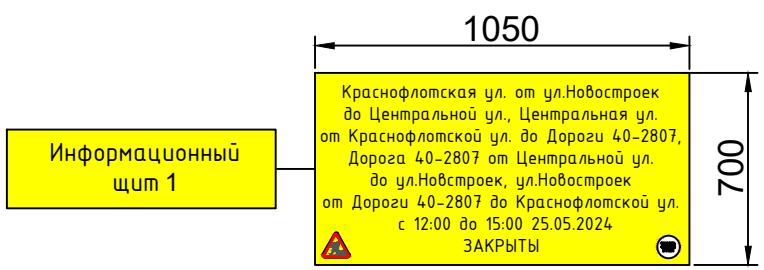 1050
Краснофлотская ул. от ул.Новостроек
до Центральной ул., Центральная ул.
от Краснофлотской ул. до Дороги 40-2807,
Дорога 40-2807 от Центральной ул.
до ул.Новстроек, ул.Новостроек
от Дороги 40-2807 до Краснофлотской ул.
с 12:00 до 15:00 25.05.2024
ЗАКРЫТЫ
700
Информационный
щит 1